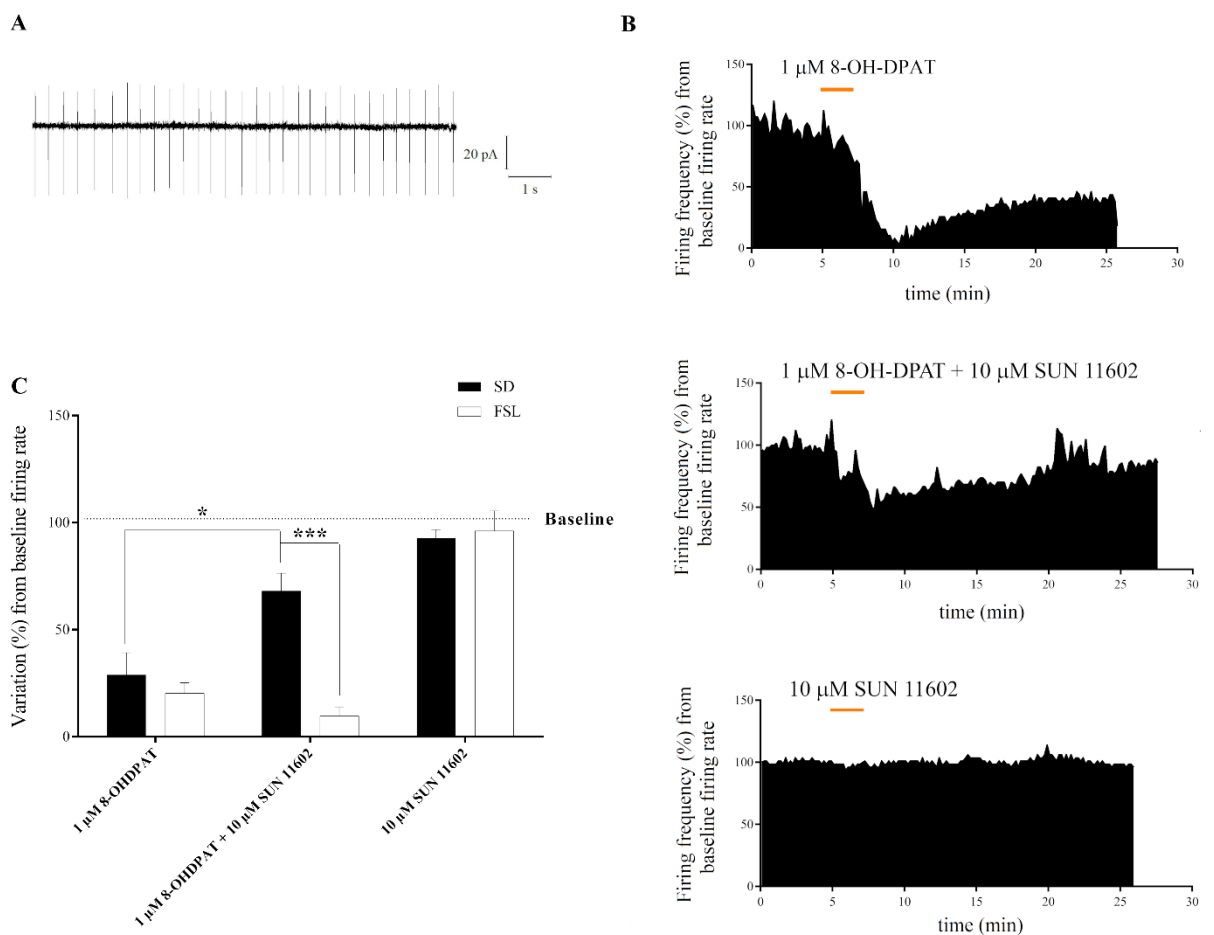 A
20 pA
1 s
B
1 µM 8-OH-DPAT
Firing frequency (%) from
baseline firing rate
150
100
50
0
0 5 10 15 20 25 30
time (min)
1 µM 8-OH-DPAT + 10 µM SUN 11602
Firing frequency (%) from
baseline firing rate
150
100
50
0
0 5 10 15 20 25 30
time (min)
10 µM SUN 11602
Firing frequency (%) from
baseline firing rate
150
100
50
0
0 5 10 15 20 25 30
time (min)
C
SD
FSL
Variation (%) from baseline firing rate
150
100
50
0
*
***
Baseline
1 µM 8-OHDPAT
1 µM 8-OHDPAT + 10 µM SUN 11602
10 µM SUN 11602